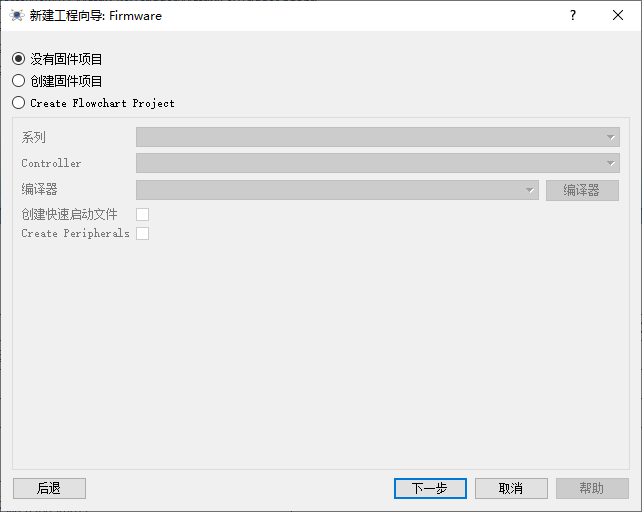 新建工程向导: Firmware
没有固件项目
创建固件项目
Create Flowchart Project
系列
Controller
编译器 编译器
创建快速启动文件
Create Peripherals
后退 下一步 取消 帮助